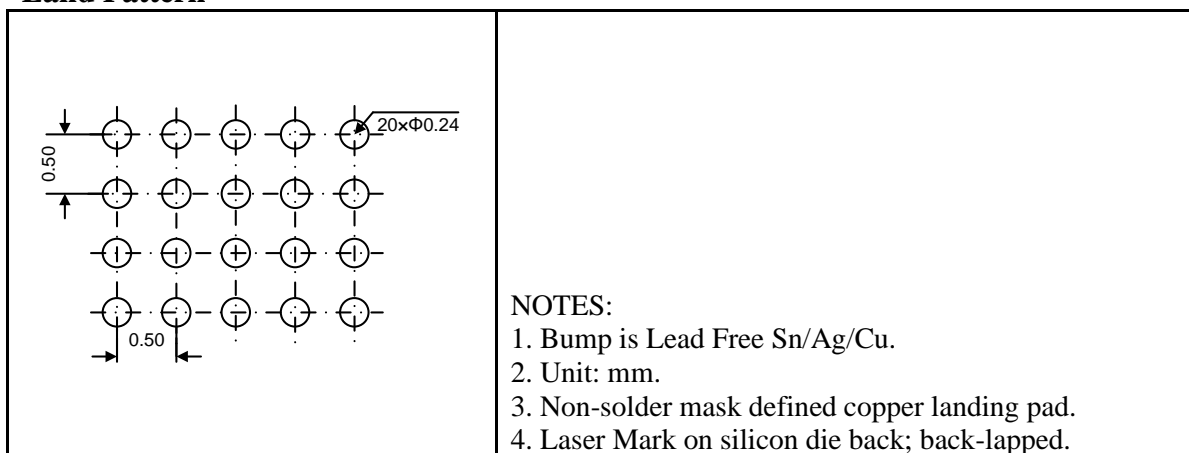 Land Pattern
20×Φ0.24
0.50
0.50
NOTES:
1. Bump is Lead Free Sn/Ag/Cu.
2. Unit: mm.
3. Non-solder mask defined copper landing pad.
4. Laser Mark on silicon die back; back-lapped.